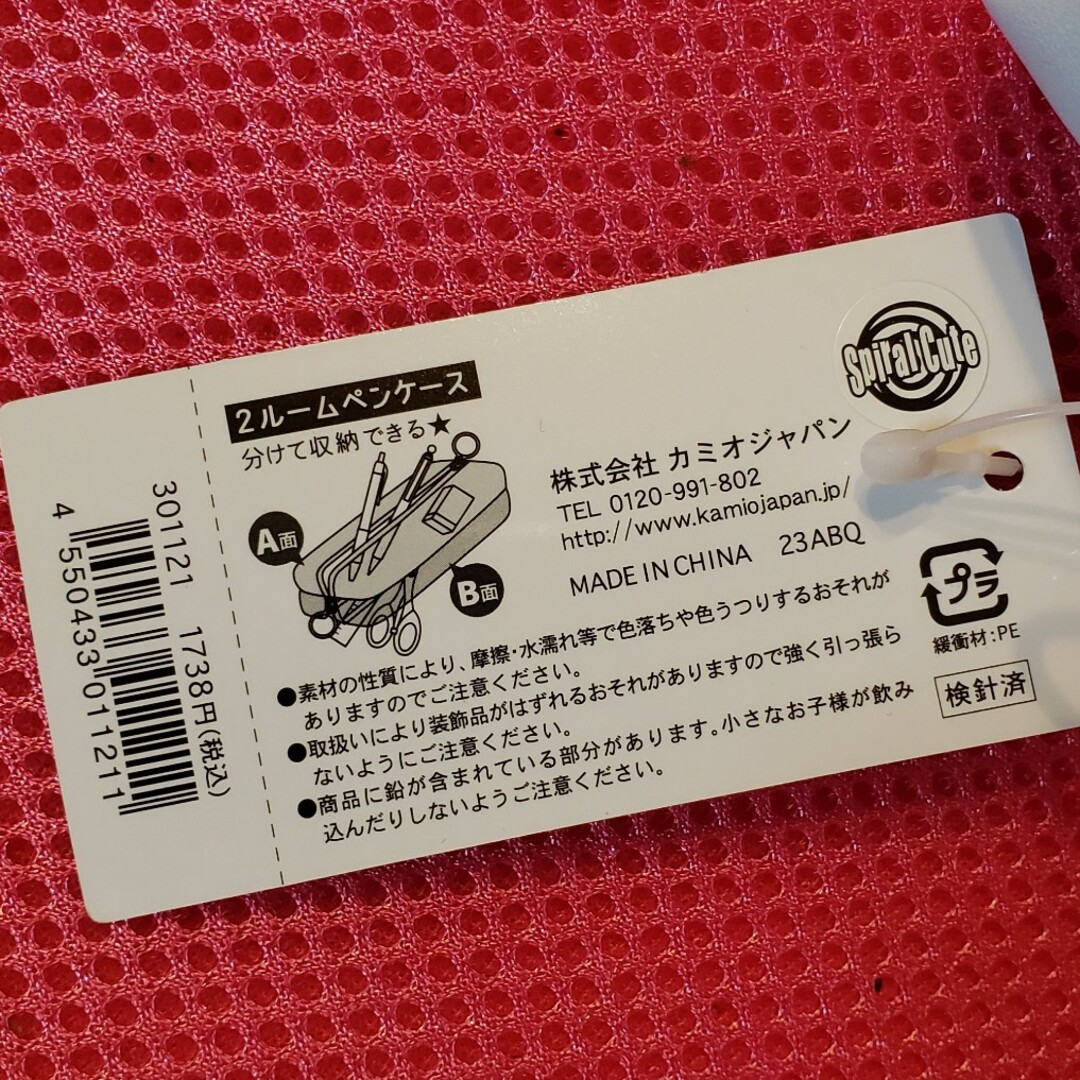 2ルームペンケース
分けて収納できる★
A面
B面
Spiral Cute
株式会社 カミオジャパン
TEL 0120-991-802
http://www.kamiojapan.jp/
MADE IN CHINA 23ABQ
プラ
緩衝材:PE
検針済
●素材の性質により、摩擦・水濡れ等で色落ちや色うつりするおそれが
ありますのでご注意ください。
●取扱いにより装飾品がはずれるおそれがありますので強く引っ張ら
ないようにご注意ください。
●商品に鉛が含まれている部分があります。小さなお子様が飲み
込んだりしないようご注意ください。
301121 1738円(税込)
4 550433 011211